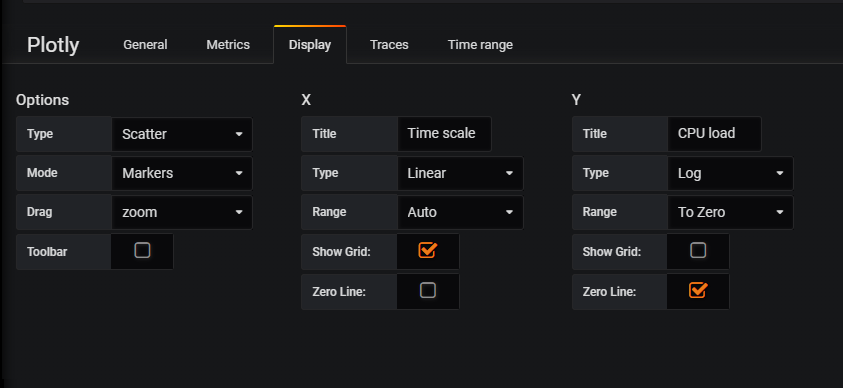 Plotly General Metrics Display Traces Time range
Options X Y
Type Scatter Title Time scale Title CPU load
Mode Markers Type Linear Type Log
Drag zoom Range Auto Range To Zero
Toolbar Show Grid: Show Grid:
Zero Line: Zero Line: